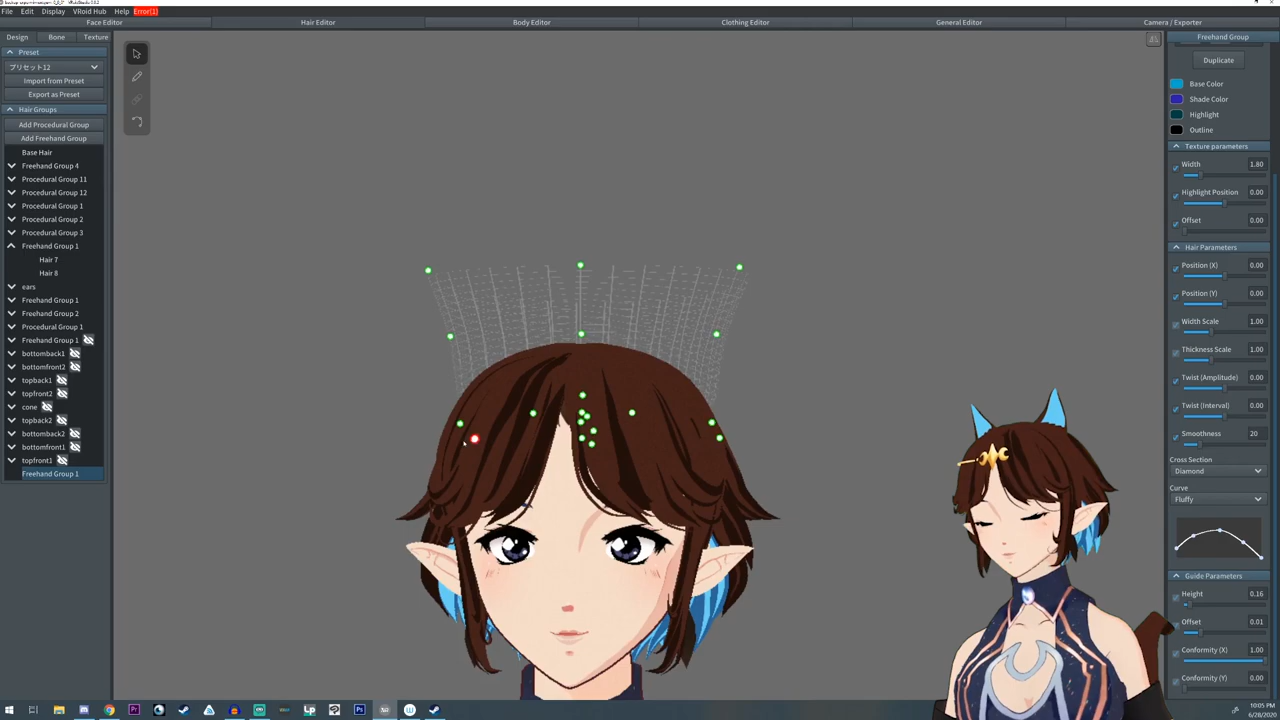 File Edit Display VRoid Hub Help Error(1)
Face Editor Hair Editor Body Editor Clothing Editor General Editor Camera / Exporter
Design Bone Texture
Preset
プリセット12
Import from Preset
Export as Preset
Hair Groups
Add Procedural Group
Add Freehand Group
Base Hair
Freehand Group 4
Procedural Group 11
Procedural Group 12
Procedural Group 1
Procedural Group 2
Procedural Group 3
Freehand Group 1
Hair 7
Hair 8
ears
Freehand Group 1
Freehand Group 2
Procedural Group 1
Freehand Group 1
bottomback1
bottomfront2
topback1
topfront2
cone
topback2
bottomback2
bottomfront1
topfront1
Freehand Group 1
Freehand Group
Duplicate
Base Color
Shade Color
Highlight
Outline
Texture parameters
Width 1.80
Highlight Position 0.00
Offset 0.00
Hair Parameters
Position (X) 0.00
Position (Y) 0.00
Width Scale 1.00
Thickness Scale 1.00
Twist (Amplitude) 0.00
Twist (Interval) 0.00
Smoothness 20
Cross Section
Diamond
Curve
Fluffy
Guide Parameters
Height 0.16
Offset 0.01
Conformity (X) 1.00
Conformity (Y) 0.00
10:05 PM
6/28/2020